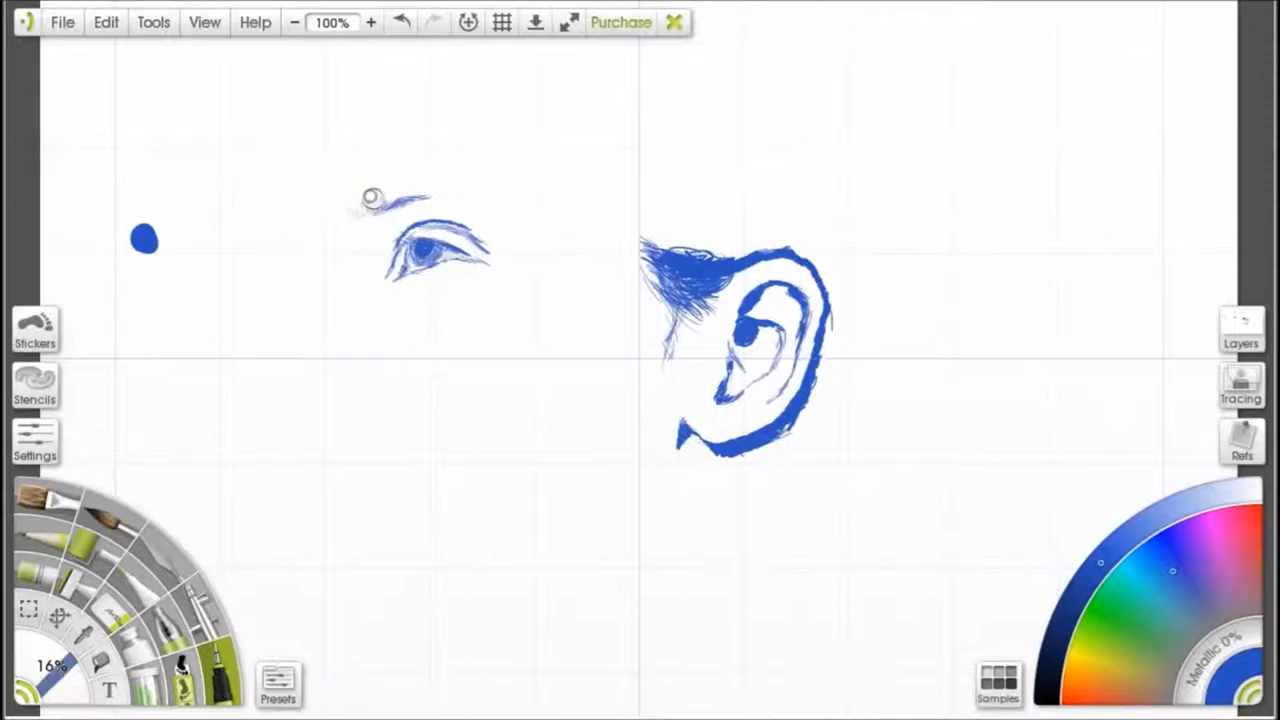 File Edit Tools View Help − 100% + Purchase
Stickers
Layers
Stencils
Tracing
Settings
Refs
16%
T
Presets
Samples
Metallic 0%